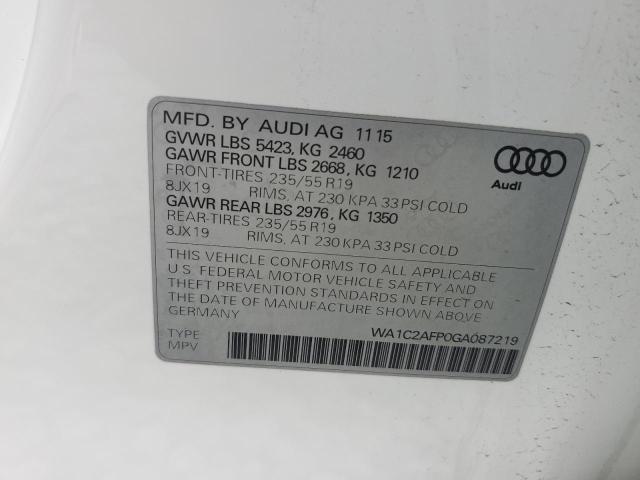 MFD. BY AUDI AG 11 15
GVWR LBS 5423, KG 2460
GAWR FRONT LBS 2668, KG 1210
FRONT-TIRES 235/55 R19
8JX19 RIMS, AT 230 KPA 33 PSI COLD
GAWR REAR LBS 2976, KG 1350
REAR-TIRES 235/55 R19
8JX19 RIMS, AT 230 KPA 33 PSI COLD
THIS VEHICLE CONFORMS TO ALL APPLICABLE
U.S. FEDERAL MOTOR VEHICLE SAFETY AND
THEFT PREVENTION STANDARDS IN EFFECT ON
THE DATE OF MANUFACTURE SHOWN ABOVE
GERMANY
TYPE
MPV
WA1C2AFP0GA087219
Audi